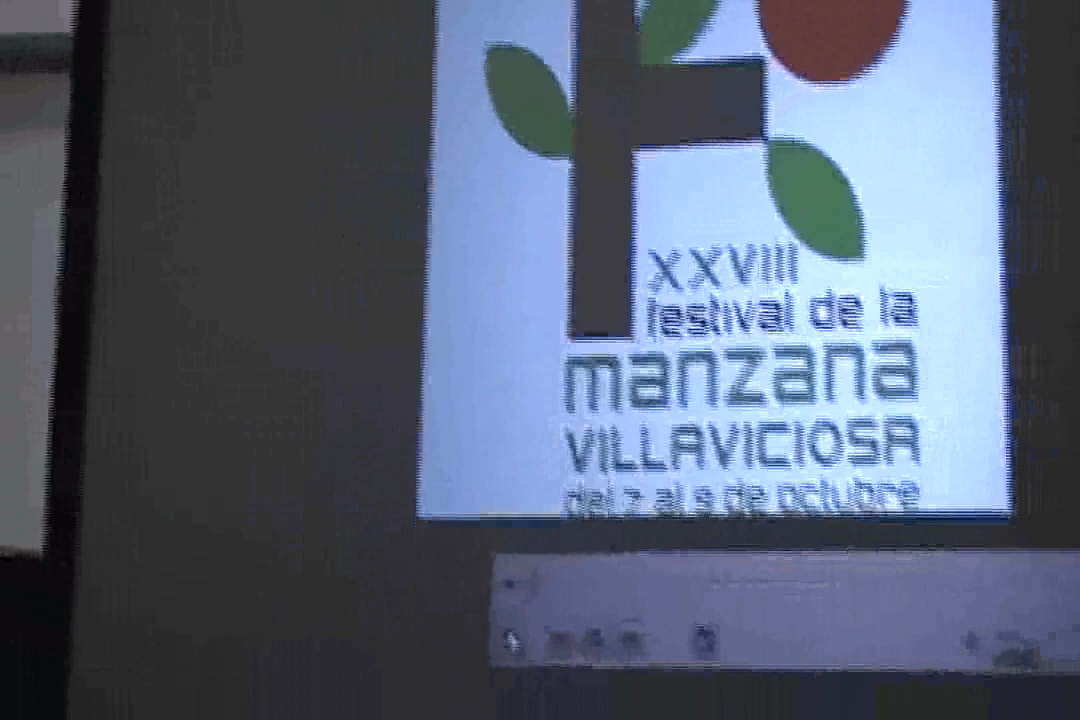 XXVIII
festival de la
manzana
VILLAVICIOSA
del 7 al 9 de octubre